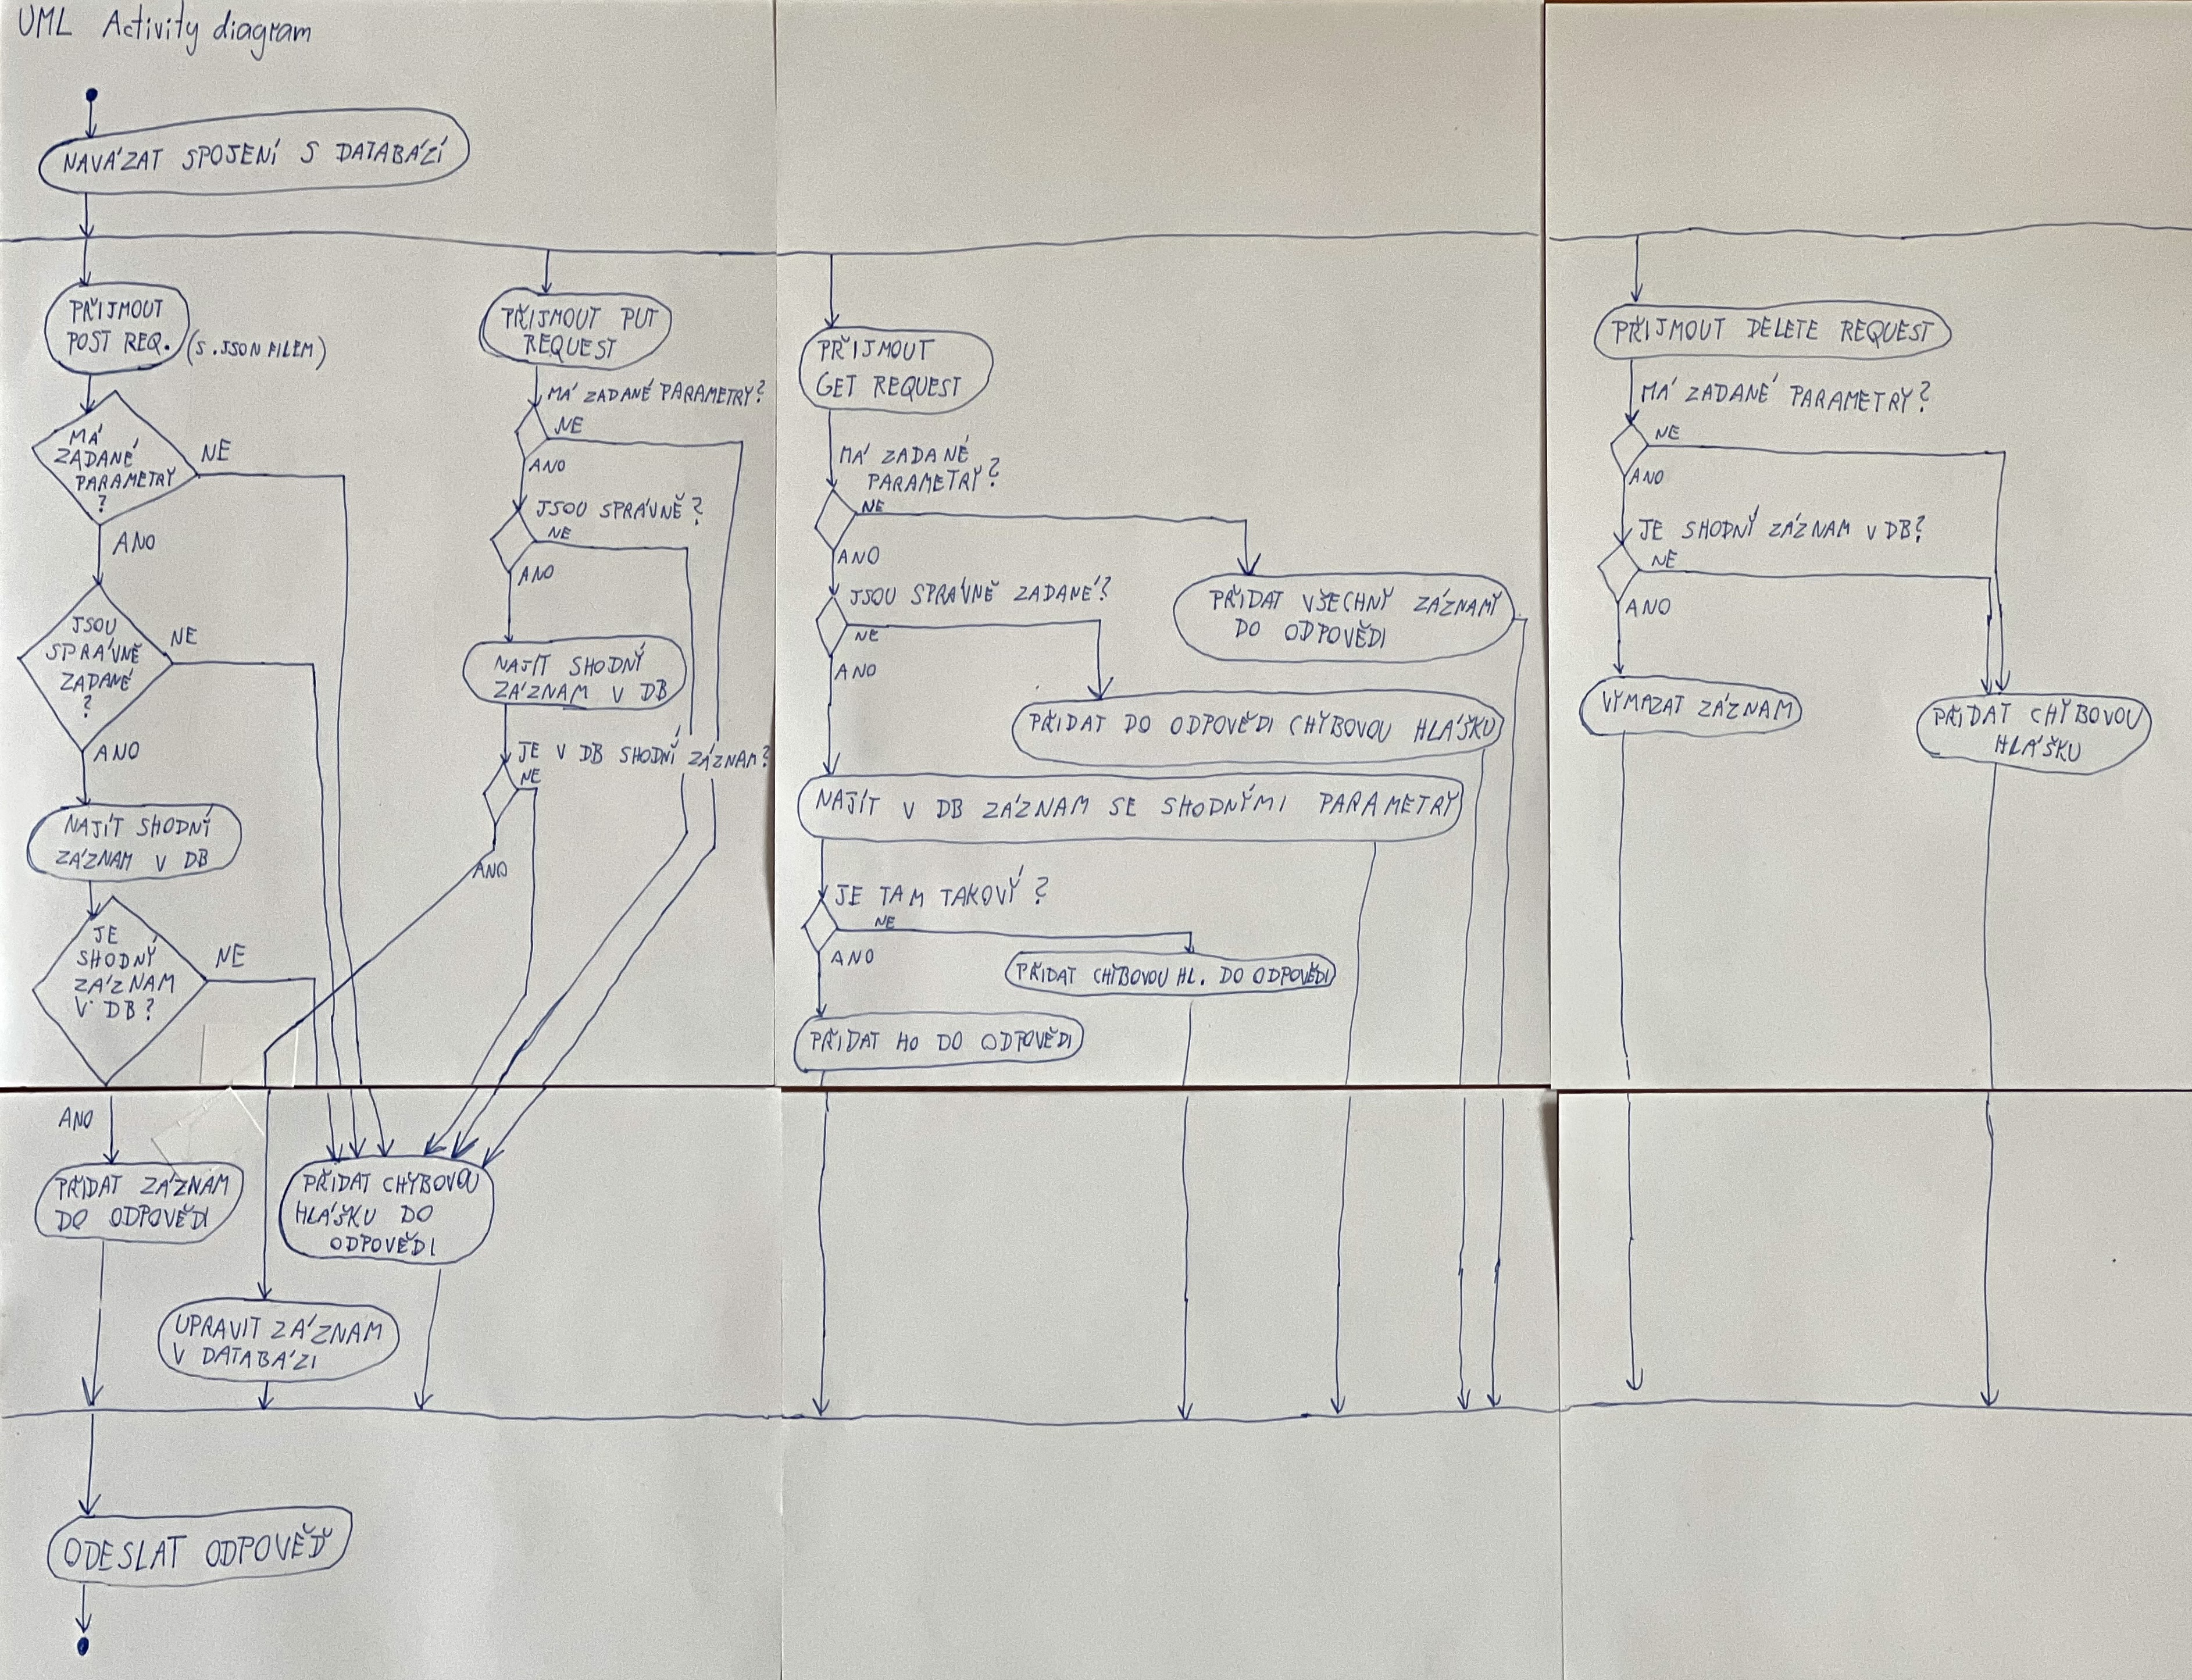 UML Activity diagram
NAVÁZAT SPOJENÍ S DATABÁZÍ
PŘIJMOUT
POST REQ. (S .JSON FILEM)
MÁ
ZADANÉ
PARAMETRY
?
NE
ANO
JSOU
SPRÁVNĚ
ZADANÉ
?
NE
ANO
NAJÍT SHODNÝ
ZÁZNAM V DB
JE
SHODNÝ
ZÁZNAM
V DB?
NE
ANO
PŘIDAT ZÁZNAM
DO ODPOVĚDI
PŘIJMOUT PUT
REQUEST
MÁ ZADANÉ PARAMETRY?
NE
ANO
JSOU SPRÁVNĚ?
NE
ANO
NAJÍT SHODNÝ
ZÁZNAM V DB
JE V DB SHODNÝ ZÁZNAM?
NE
ANO
PŘIDAT CHYBOVOU
HLÁŠKU DO
ODPOVĚDI
UPRAVIT ZÁZNAM
V DATABÁZI
PŘIJMOUT
GET REQUEST
MÁ ZADANÉ
PARAMETRY?
NE
ANO
PŘIDAT VŠECHNY ZÁZNAMY
DO ODPOVĚDI
JSOU SPRÁVNĚ ZADANÉ?
NE
ANO
PŘIDAT DO ODPOVĚDI CHYBOVOU HLÁŠKU
NAJÍT V DB ZÁZNAM SE SHODNÝMI PARAMETRY
JE TAM TAKOVÝ?
NE
ANO
PŘIDAT CHYBOVOU HL. DO ODPOVĚDI
PŘIDAT HO DO ODPOVĚDI
PŘIJMOUT DELETE REQUEST
MÁ ZADANÉ PARAMETRY?
NE
ANO
JE SHODNÝ ZÁZNAM V DB?
NE
ANO
VYMAZAT ZÁZNAM
PŘIDAT CHYBOVOU
HLÁŠKU
ODESLAT ODPOVĚĎ